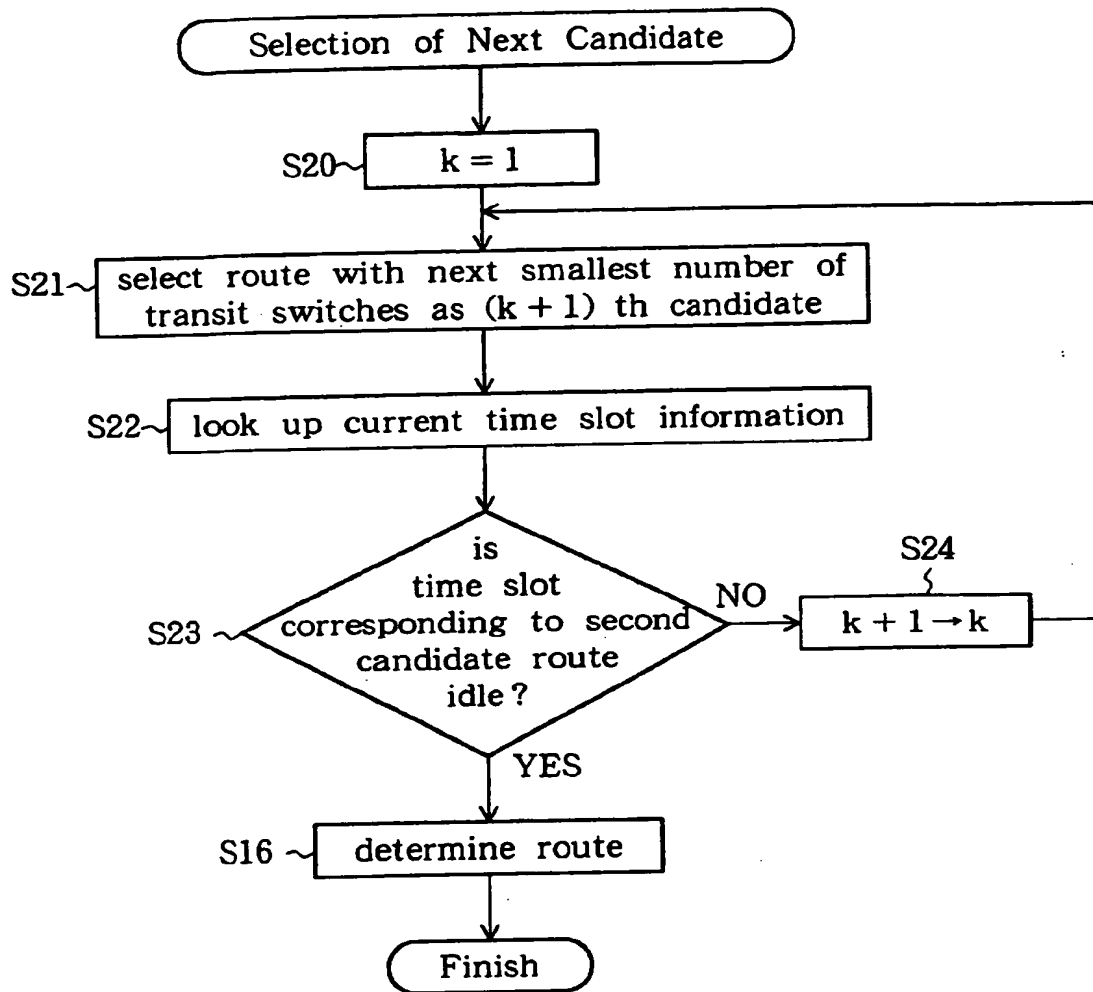 Selection of Next Candidate
S20
k = 1
S21
select route with next smallest number of
transit switches as (k + 1) th candidate
S22
look up current time slot information
S23
is
time slot
corresponding to second
candidate route
idle ?
NO
S24
k + 1 → k
YES
S16
determine route
Finish